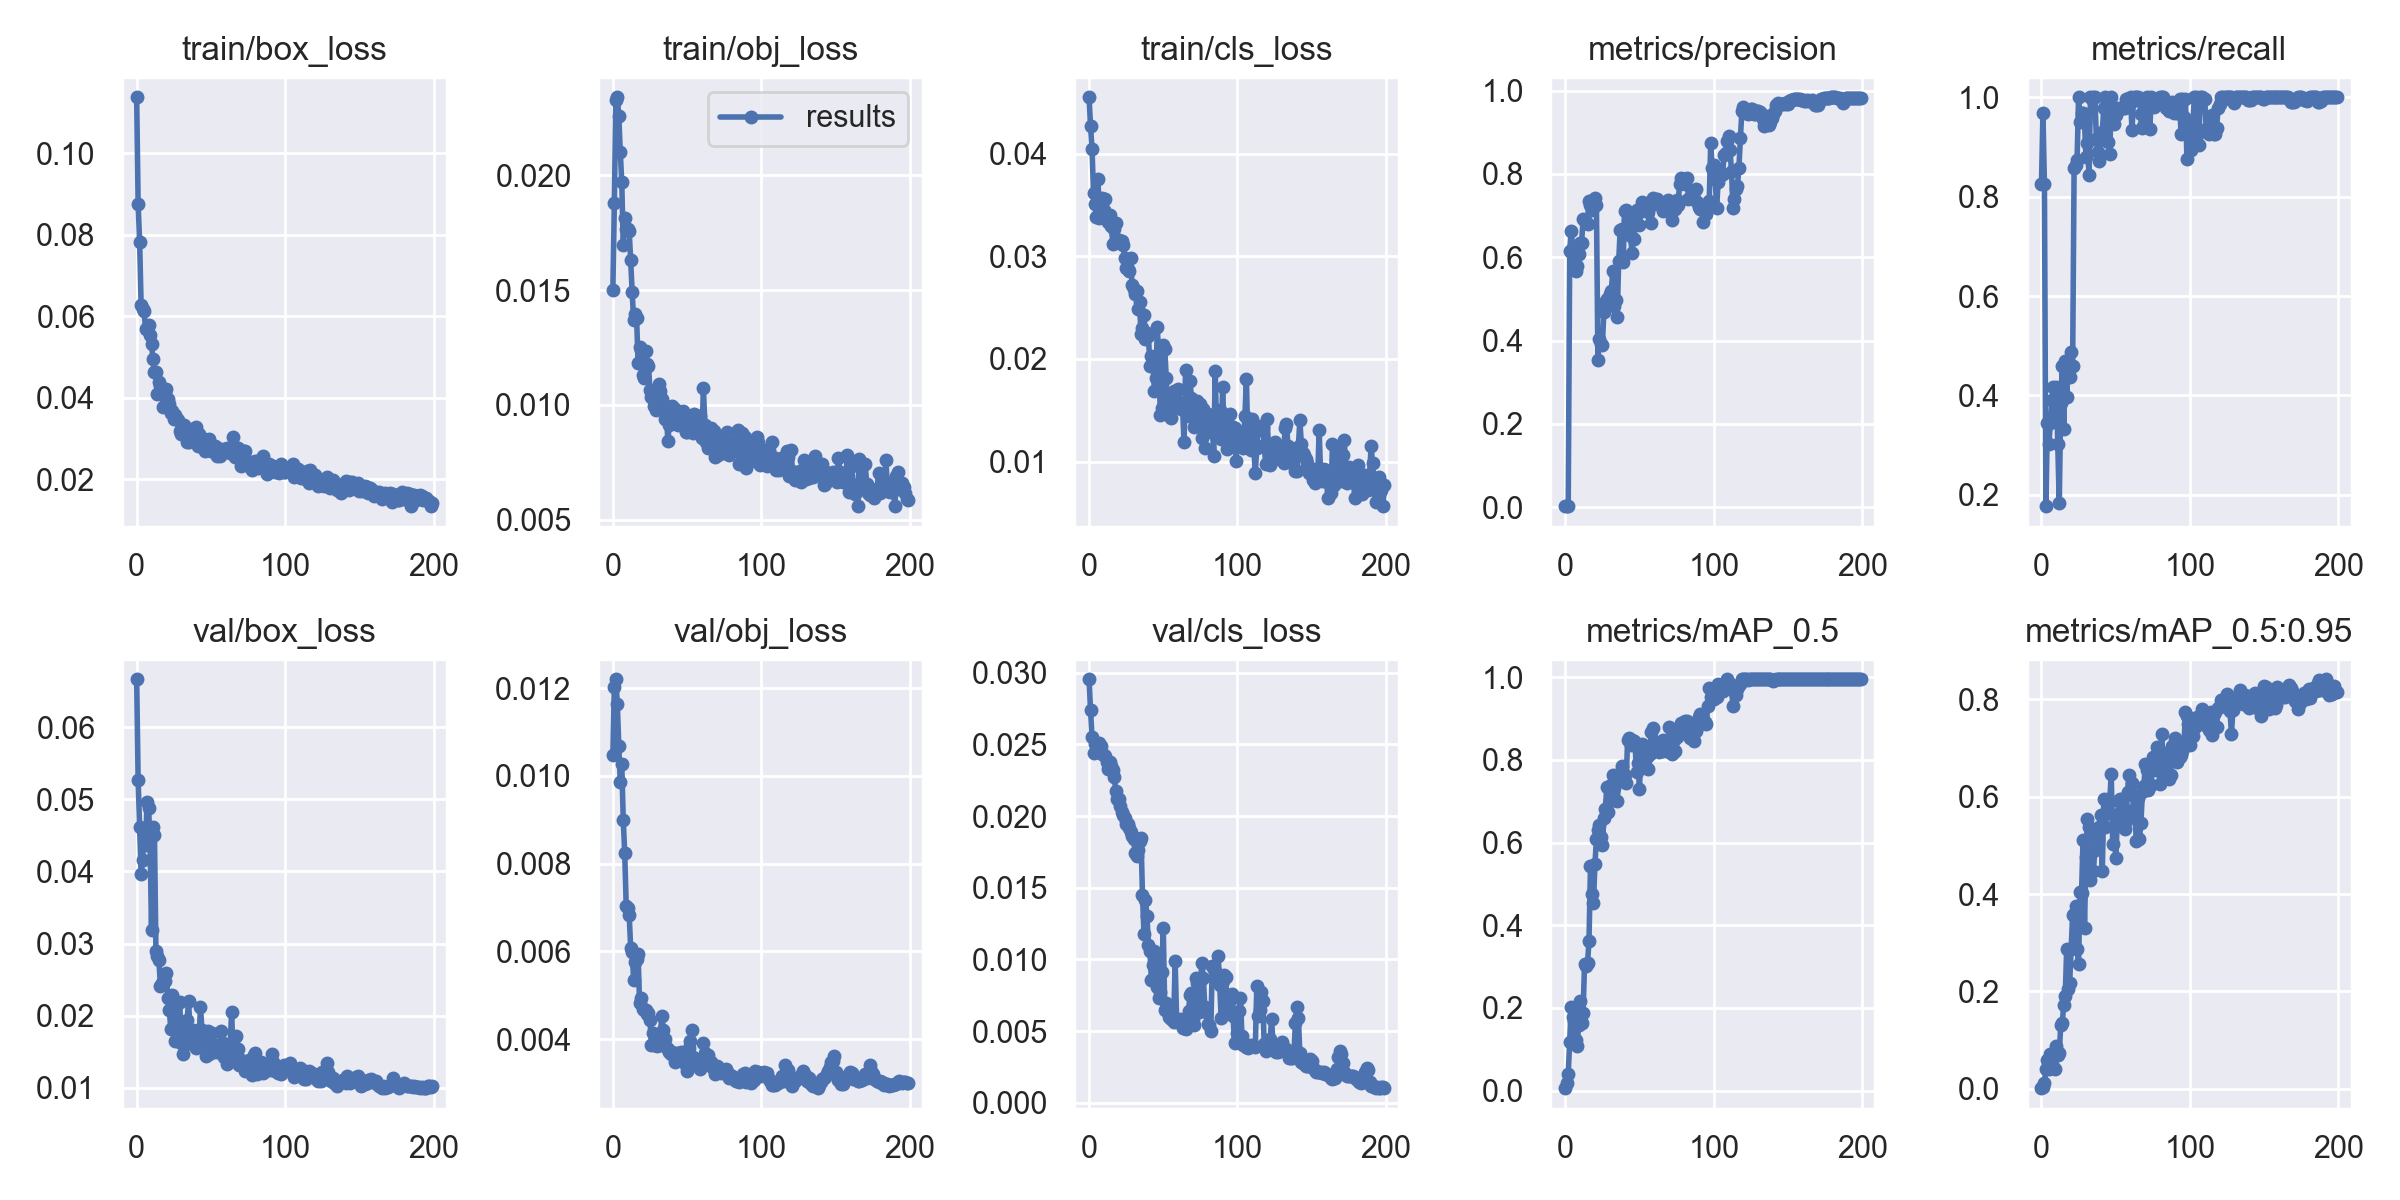 train/box_loss
train/obj_loss
train/cls_loss
metrics/precision
metrics/recall
results
0.10
0.08
0.06
0.04
0.02
0 100 200
0.020
0.015
0.010
0.005
0 100 200
0.04
0.03
0.02
0.01
0 100 200
1.0
0.8
0.6
0.4
0.2
0.0
0 100 200
1.0
0.8
0.6
0.4
0.2
0 100 200
val/box_loss
val/obj_loss
val/cls_loss
metrics/mAP_0.5
metrics/mAP_0.5:0.95
0.06
0.05
0.04
0.03
0.02
0.01
0 100 200
0.012
0.010
0.008
0.006
0.004
0 100 200
0.030
0.025
0.020
0.015
0.010
0.005
0.000
0 100 200
1.0
0.8
0.6
0.4
0.2
0.0
0 100 200
0.8
0.6
0.4
0.2
0.0
0 100 200